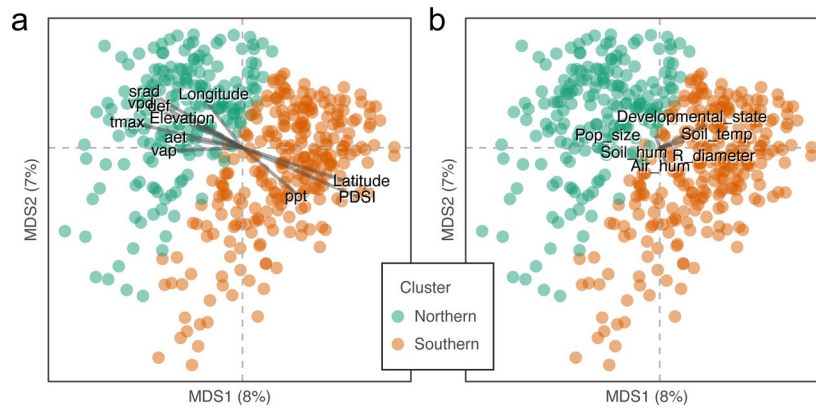 a
b
srad
vpd
def
Longitude
tmax
Elevation
aet
vap
ppt
Latitude
PDSI
Developmental_state
Pop_size
Soil_temp
Soil_hum
R_diameter
Air_hum
MDS2 (7%)
MDS2 (7%)
Cluster
Northern
Southern
MDS1 (8%)
MDS1 (8%)